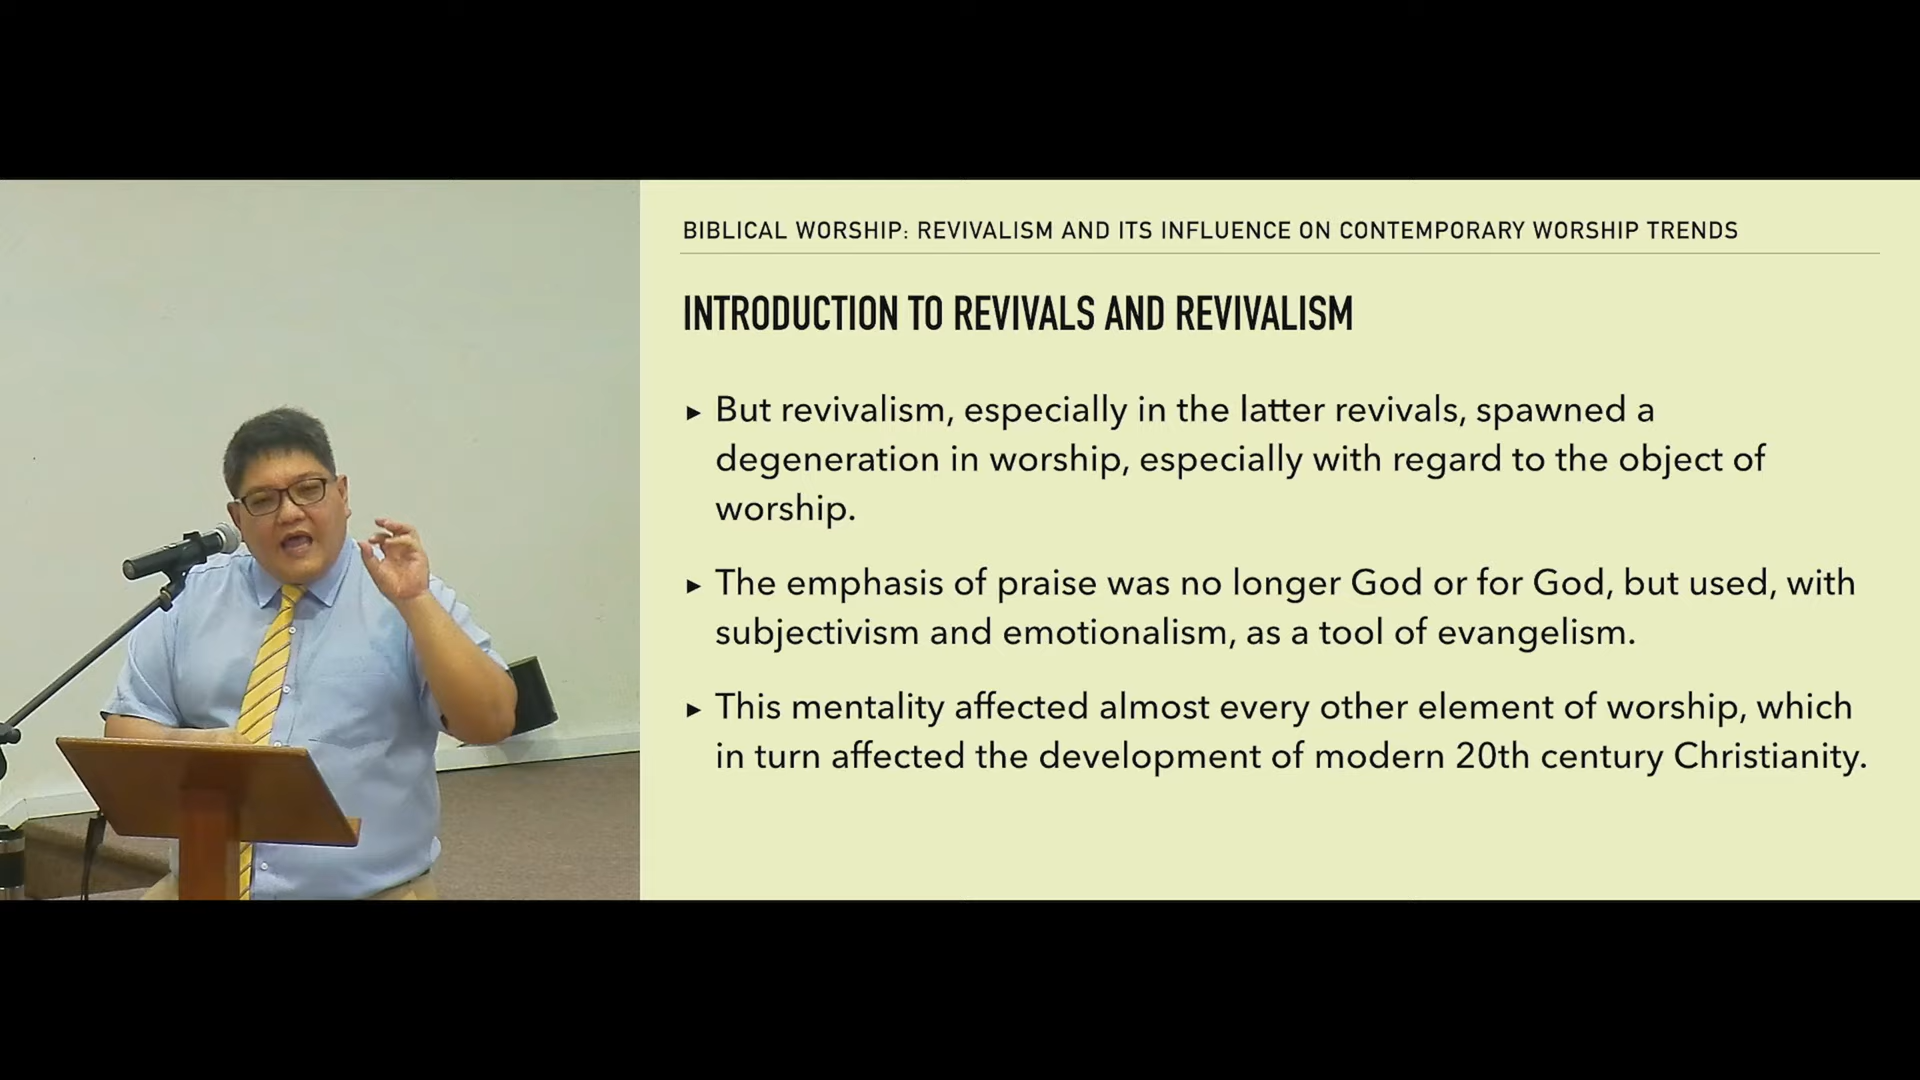 BIBLICAL WORSHIP: REVIVALISM AND ITS INFLUENCE ON CONTEMPORARY WORSHIP TRENDS
INTRODUCTION TO REVIVALS AND REVIVALISM
▸ But revivalism, especially in the latter revivals, spawned a
degeneration in worship, especially with regard to the object of
worship.
▸ The emphasis of praise was no longer God or for God, but used, with
subjectivism and emotionalism, as a tool of evangelism.
▸ This mentality affected almost every other element of worship, which
in turn affected the development of modern 20th century Christianity.